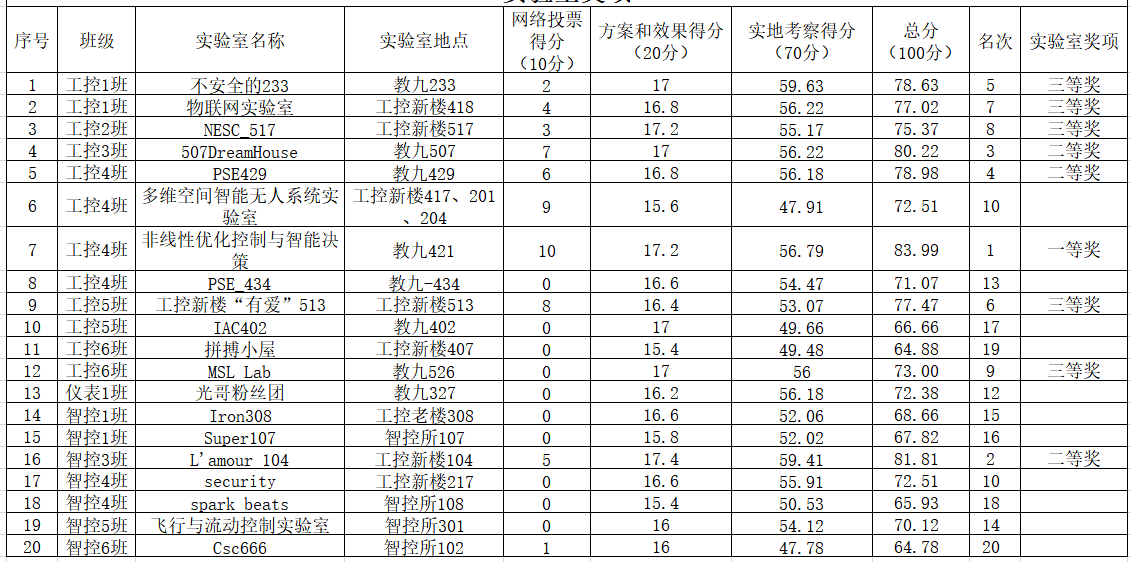 序号 班级 实验室名称 实验室地点 网络投票得分（10分） 方案和效果得分（20分） 实地考察得分（70分） 总分（100分） 名次 实验室奖项
1 工控1班 不安全的233 教九233 2 17 59.63 78.63 5 三等奖
2 工控1班 物联网实验室 工控新楼418 4 16.8 56.22 77.02 7 三等奖
3 工控2班 NESC_517 工控新楼517 3 17.2 55.17 75.37 8 三等奖
4 工控3班 507DreamHouse 教九507 7 17 56.22 80.22 3 二等奖
5 工控4班 PSE429 教九429 6 16.8 56.18 78.98 4 二等奖
6 工控4班 多维空间智能无人系统实验室 工控新楼417、201、204 9 15.6 47.91 72.51 10
7 工控4班 非线性优化控制与智能决策 教九421 10 17.2 56.79 83.99 1 一等奖
8 工控4班 PSE_434 教九-434 0 16.6 54.47 71.07 13
9 工控5班 工控新楼“有爱”513 工控新楼513 8 16.4 53.07 77.47 6 三等奖
10 工控5班 IAC402 教九402 0 17 49.66 66.66 17
11 工控6班 拼搏小屋 工控新楼407 0 15.4 49.48 64.88 19
12 工控6班 MSL Lab 教九526 0 17 56 73.00 9 三等奖
13 仪表1班 光哥粉丝团 教九327 0 16.2 56.18 72.38 12
14 智控1班 Iron308 工控老楼308 0 16.6 52.06 68.66 15
15 智控1班 Super107 智控所107 0 15.8 52.02 67.82 16
16 智控3班 L'amour 104 工控新楼104 5 17.4 59.41 81.81 2 二等奖
17 智控4班 security 工控新楼217 0 16.6 55.91 72.51 10
18 智控4班 spark beats 智控所108 0 15.4 50.53 65.93 18
19 智控5班 飞行与流动控制实验室 智控所301 0 16 54.12 70.12 14
20 智控6班 Csc666 智控所102 1 16 47.78 64.78 20